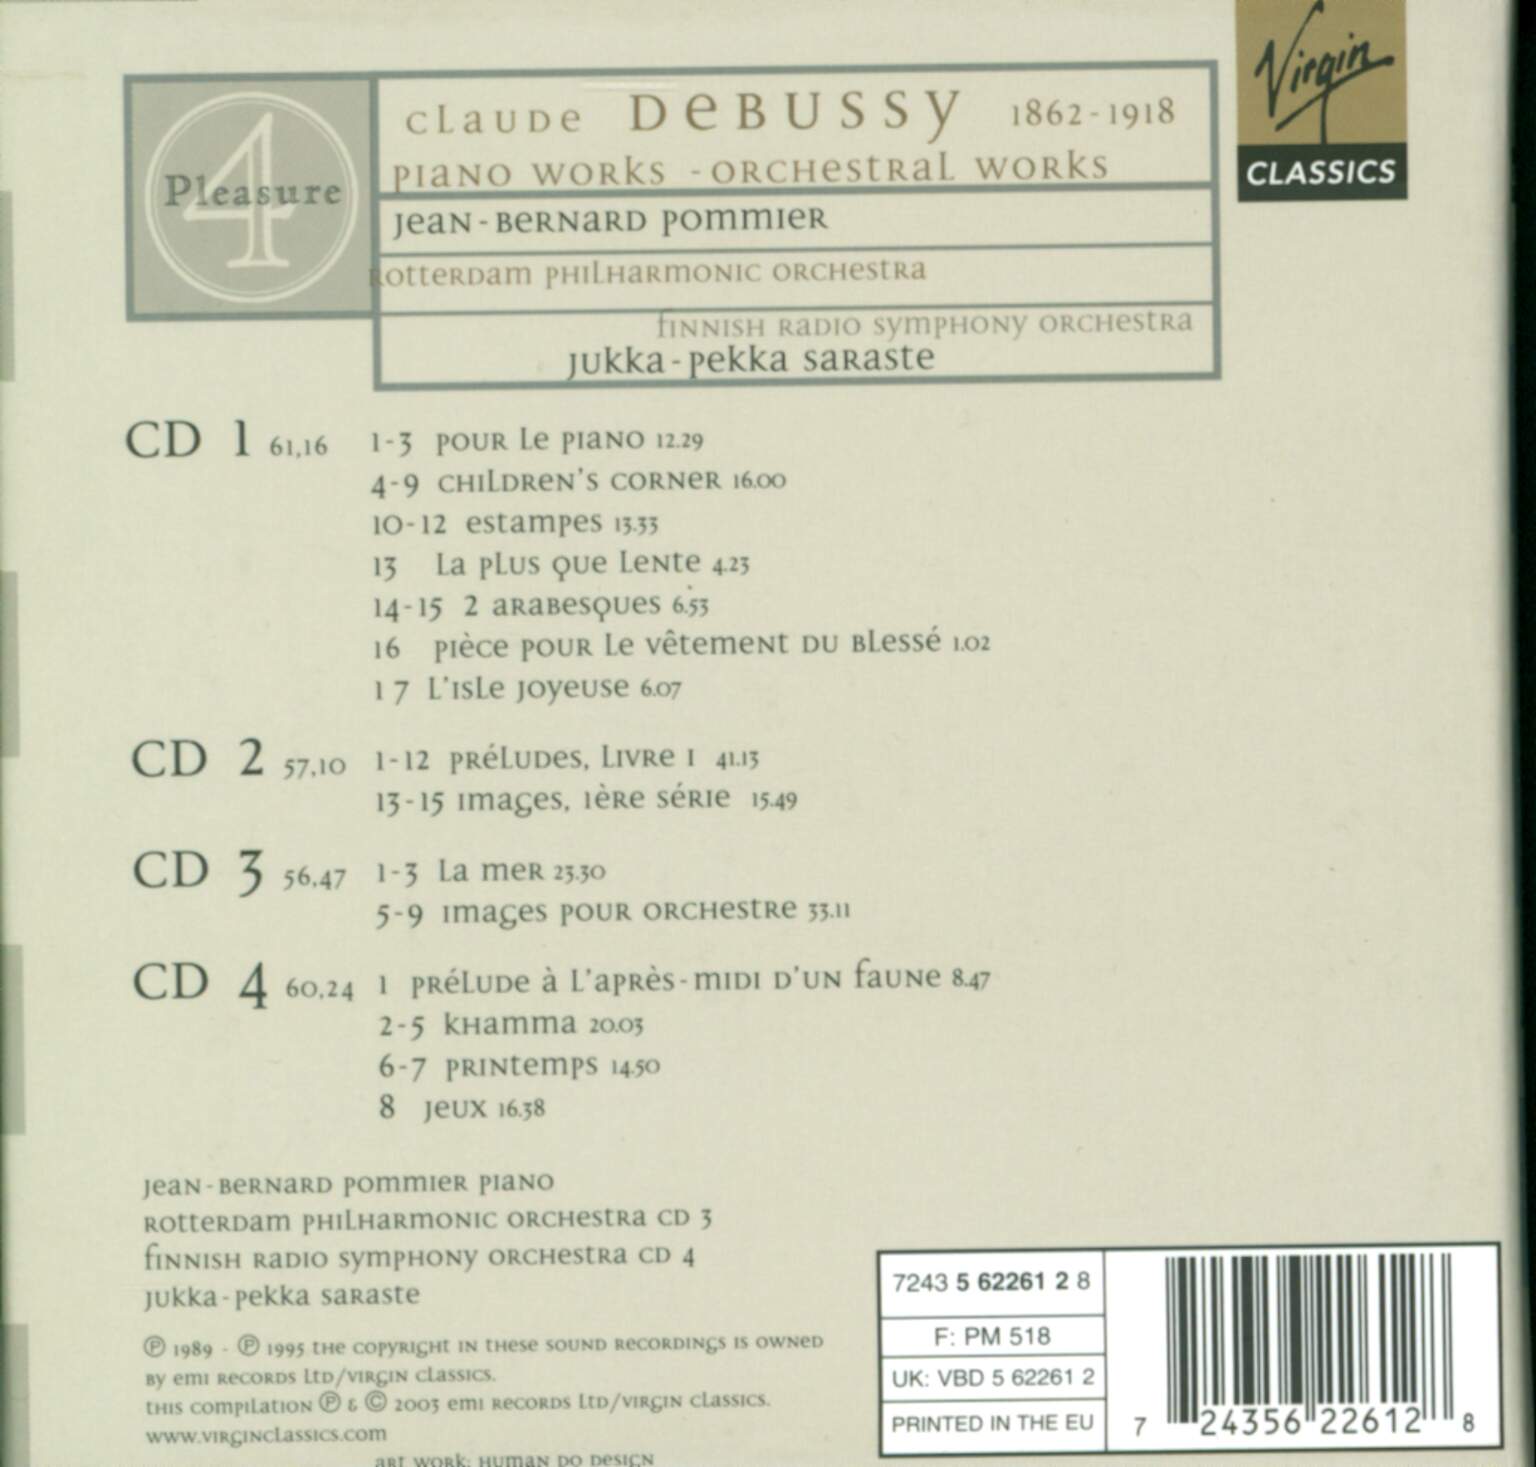 Virgin
CLASSICS
4
Pleasure
Claude Debussy 1862-1918
Piano Works - Orchestral Works
Jean-Bernard Pommier
Rotterdam Philharmonic Orchestra
Finnish Radio Symphony Orchestra
Jukka-Pekka Saraste
CD 1 61,16 1-3 Pour le piano 12.29
4-9 Children's Corner 16.00
10-12 Estampes 13.33
13 La plus que lente 4.23
14-15 2 Arabesques 6.53
16 Pièce pour le vêtement du blessé 1.02
17 L'Isle joyeuse 6.07
CD 2 57,10 1-12 Préludes, Livre I 41.13
13-15 Images, 1ère série 15.49
CD 3 56,47 1-3 La mer 23.30
5-9 Images pour orchestre 33.11
CD 4 60,24 1 Prélude à l'après-midi d'un faune 8.47
2-5 Khamma 20.03
6-7 Printemps 14.50
8 Jeux 16.38
Jean-Bernard Pommier piano
Rotterdam Philharmonic Orchestra CD 3
Finnish Radio Symphony Orchestra CD 4
Jukka-Pekka Saraste
℗ 1989 - ℗ 1995 The copyright in these sound recordings is owned
by EMI Records Ltd/Virgin Classics.
This compilation ℗ & © 2003 EMI Records Ltd/Virgin Classics.
www.virginclassics.com
Art work: Human Do Design
7243 5 62261 2 8
F: PM 518
UK: VBD 5 62261 2
PRINTED IN THE EU
7 24356 22612 8